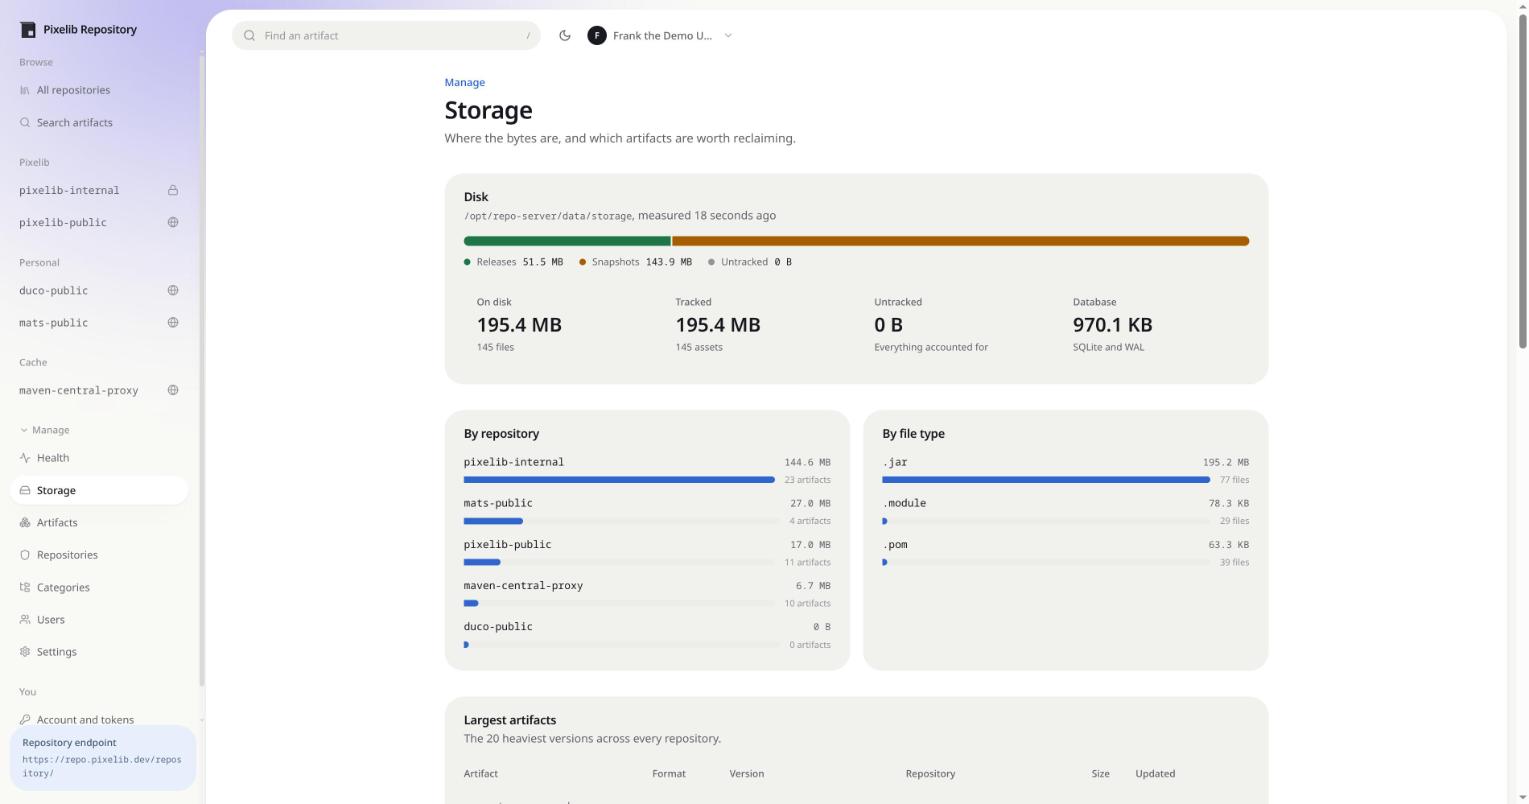 Pixelib Repository
Browse
All repositories
Search artifacts
Pixelib
pixelib-internal
pixelib-public
Personal
duco-public
mats-public
Cache
maven-central-proxy
Manage
Health
Storage
Artifacts
Repositories
Categories
Users
Settings
You
Account and tokens
Repository endpoint
https://repo.pixelib.dev/repos
itory/
Find an artifact /
F Frank the Demo U...
Manage
Storage
Where the bytes are, and which artifacts are worth reclaiming.
Disk
/opt/repo-server/data/storage, measured 18 seconds ago
Releases 51.5 MB Snapshots 143.9 MB Untracked 0 B
On disk Tracked Untracked Database
195.4 MB 195.4 MB 0 B 970.1 KB
145 files 145 assets Everything accounted for SQLite and WAL
By repository
pixelib-internal 144.6 MB
23 artifacts
mats-public 27.0 MB
4 artifacts
pixelib-public 17.0 MB
11 artifacts
maven-central-proxy 6.7 MB
10 artifacts
duco-public 0 B
0 artifacts
By file type
.jar 195.2 MB
77 files
.module 78.3 KB
29 files
.pom 63.3 KB
39 files
Largest artifacts
The 20 heaviest versions across every repository.
Artifact Format Version Repository Size Updated